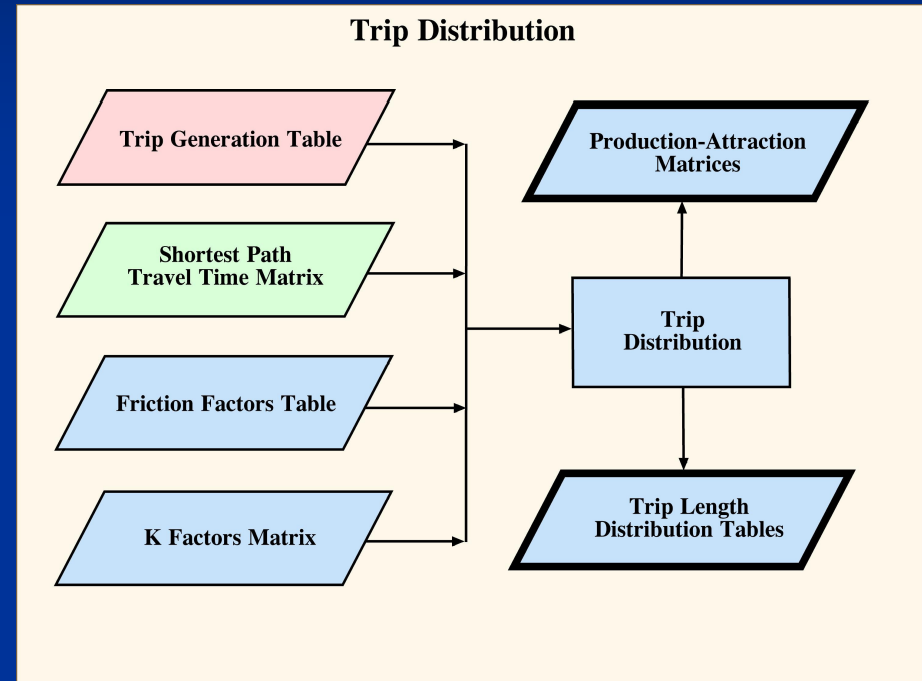 Trip Distribution
Trip Generation Table
Shortest Path
Travel Time Matrix
Friction Factors Table
K Factors Matrix
Production-Attraction
Matrices
Trip
Distribution
Trip Length
Distribution Tables